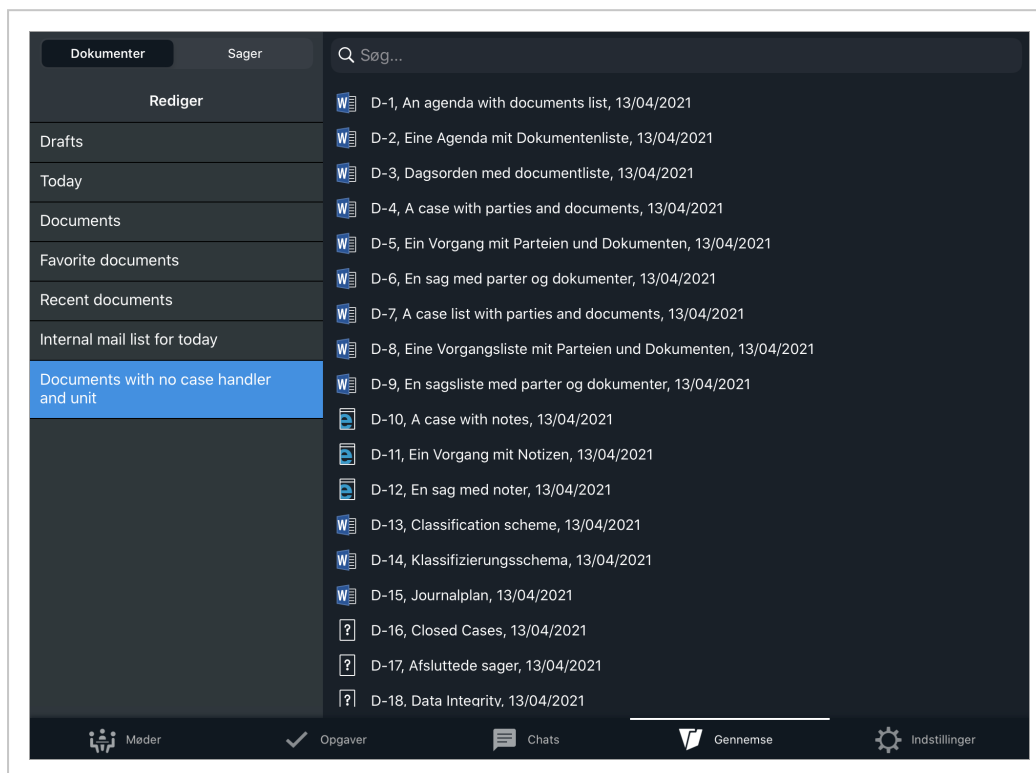 Dokumenter
Sager
Rediger
Drafts
Today
Documents
Favorite documents
Recent documents
Internal mail list for today
Documents with no case handler
and unit
Søg...
D-1, An agenda with documents list, 13/04/2021
D-2, Eine Agenda mit Dokumentenliste, 13/04/2021
D-3, Dagsorden med documentliste, 13/04/2021
D-4, A case with parties and documents, 13/04/2021
D-5, Ein Vorgang mit Parteien und Dokumenten, 13/04/2021
D-6, En sag med parter og dokumenter, 13/04/2021
D-7, A case list with parties and documents, 13/04/2021
D-8, Eine Vorgangsliste mit Parteien und Dokumenten, 13/04/2021
D-9, En sagsliste med parter og dokumenter, 13/04/2021
D-10, A case with notes, 13/04/2021
D-11, Ein Vorgang mit Notizen, 13/04/2021
D-12, En sag med noter, 13/04/2021
D-13, Classification scheme, 13/04/2021
D-14, Klassifizierungsschema, 13/04/2021
D-15, Journalplan, 13/04/2021
D-16, Closed Cases, 13/04/2021
D-17, Afsluttede sager, 13/04/2021
D-18, Data Integrity, 13/04/2021
Møder
Opgaver
Chats
Gennemse
Indstillinger